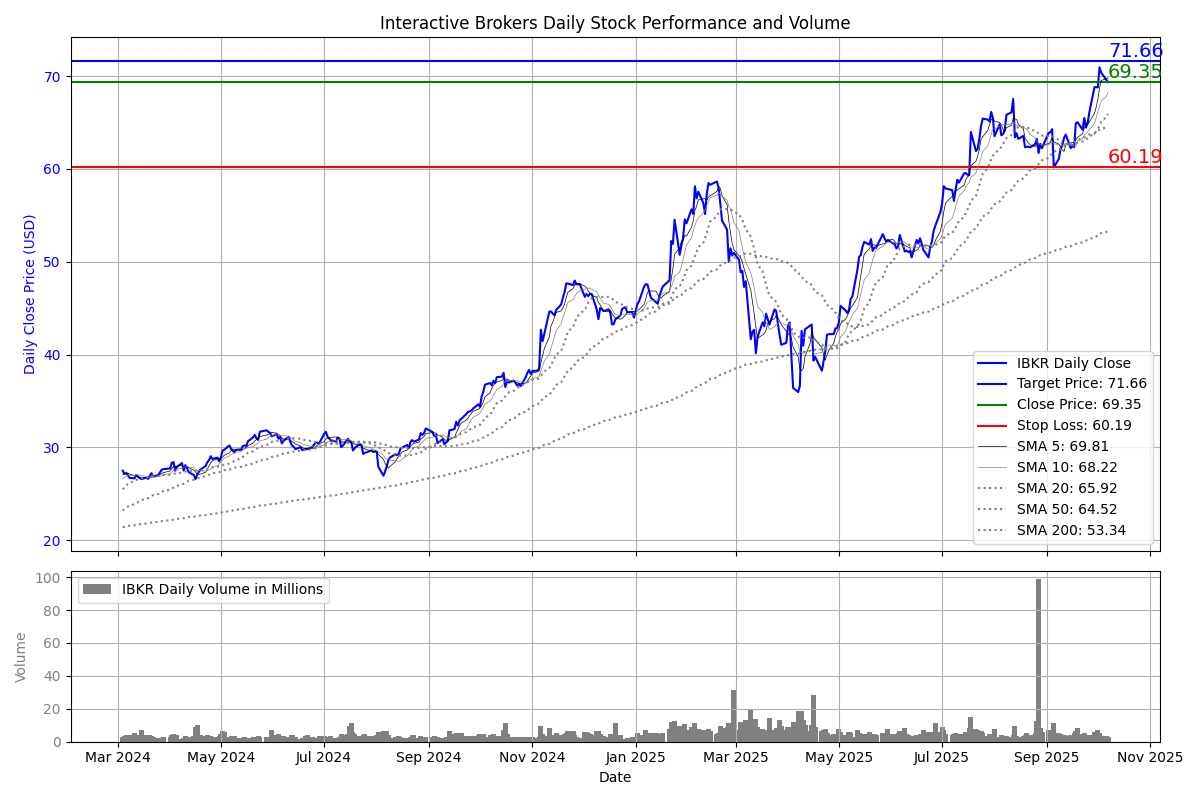 Interactive Brokers Daily Stock Performance and Volume
71.66
69.35
60.19
Daily Close Price (USD)
70
60
50
40
30
20
IBKR Daily Close
Target Price: 71.66
Close Price: 69.35
Stop Loss: 60.19
SMA 5: 69.81
SMA 10: 68.22
SMA 20: 65.92
SMA 50: 64.52
SMA 200: 53.34
Volume
100
80
60
40
20
0
IBKR Daily Volume in Millions
Mar 2024 May 2024 Jul 2024 Sep 2024 Nov 2024 Jan 2025 Mar 2025 May 2025 Jul 2025 Sep 2025 Nov 2025
Date